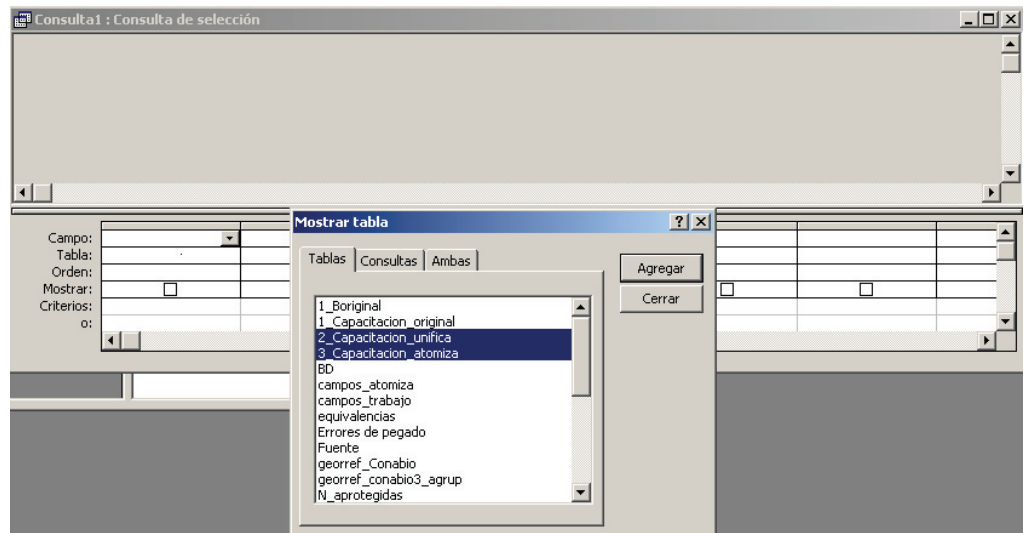 Consulta1 : Consulta de selección
Campo:
Tabla:
Orden:
Mostrar:
Criterios:
o:
Mostrar tabla
Tablas Consultas Ambas
Agregar
Cerrar
1_Boriginal
1_Capacitacion_original
2_Capacitacion_unifica
3_Capacitacion_atomiza
BD
campos_atomiza
campos_trabajo
equivalencias
Errores de pegado
Fuente
georref_Conabio
georref_conabio3_agrup
N_aprotegidas